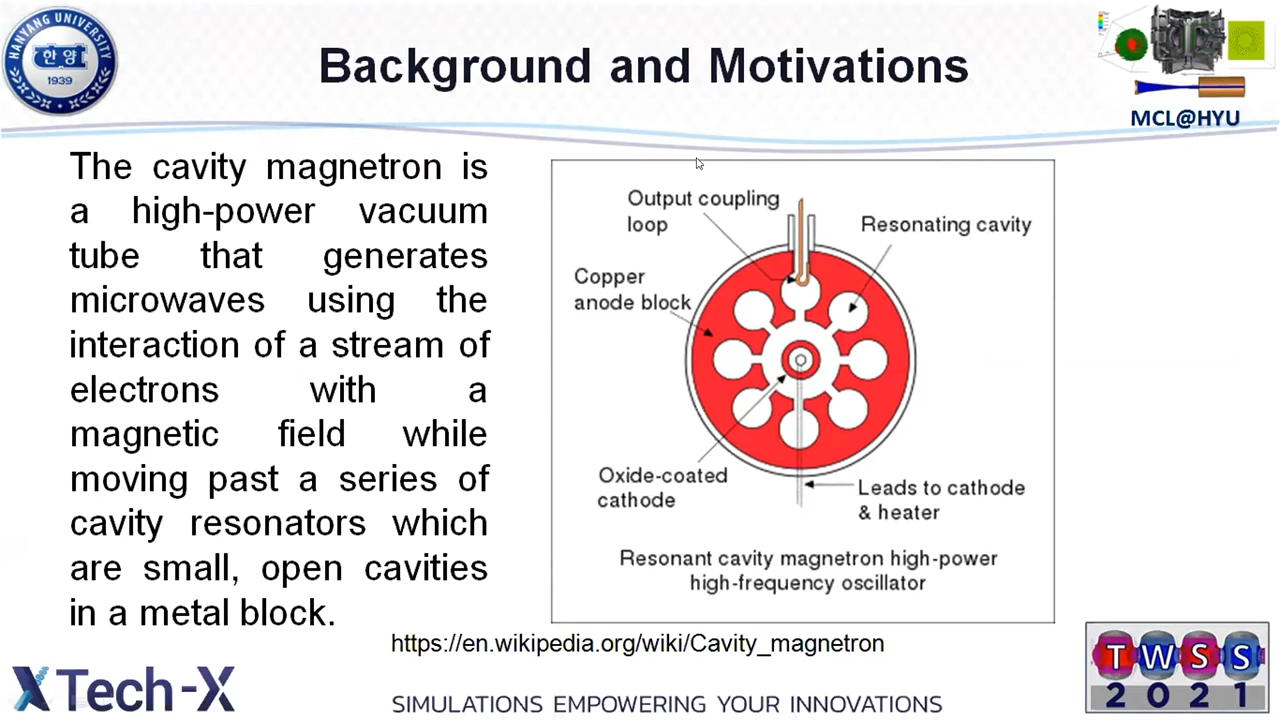 HANYANG UNIVERSITY
한양
1939
Background and Motivations
MCL@HYU
The cavity magnetron is
a high-power vacuum
tube that generates
microwaves using the
interaction of a stream of
electrons with a
magnetic field while
moving past a series of
cavity resonators which
are small, open cavities
in a metal block.
Output coupling
loop
Resonating cavity
Copper
anode block
Oxide-coated
cathode
Leads to cathode
& heater
Resonant cavity magnetron high-power
high-frequency oscillator
https://en.wikipedia.org/wiki/Cavity_magnetron
Tech-X
SIMULATIONS EMPOWERING YOUR INNOVATIONS
TWSS
2021